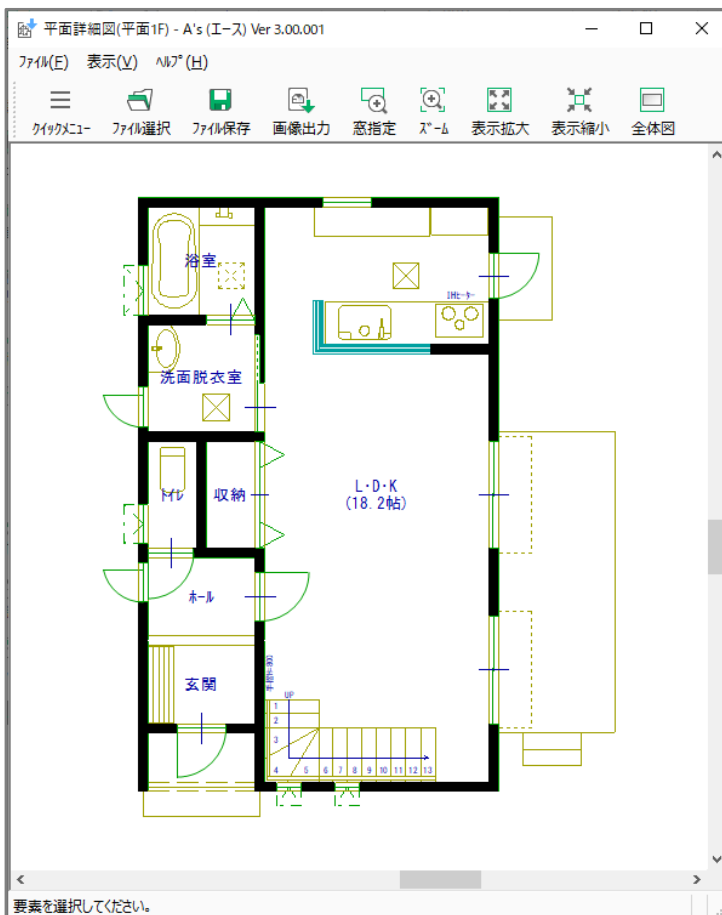 平面詳細図(平面1F) - A's (エース) Ver 3.00.001
ﾌｧｲﾙ(F) 表示(V) ﾍﾙﾌﾟ(H)
ｸｲｯｸﾒﾆｭｰ ﾌｧｲﾙ選択 ﾌｧｲﾙ保存 画像出力 窓指定 ｽﾞｰﾑ 表示拡大 表示縮小 全体図
浴室
IHﾋｰﾀｰ
洗面脱衣室
L・D・K
(18.2帖)
ﾄｲﾚ 収納
ﾎｰﾙ
手摺H=800
玄関
UP
1
2
3
4 5 6 7 8 9 10 11 12 13
要素を選択してください。